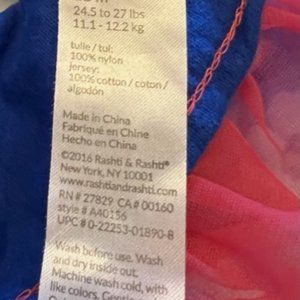 24.5 to 27 lbs
11.1 - 12.2 kg
tulle / tul:
100% nylon
jersey:
100% cotton / coton /
algodón
Made in China
Fabriqué en Chine
Hecho en China
©2016 Rashti & Rashti®
New York, NY 10001
www.rashtiandrashti.com
RN # 27829 CA# 00160
style # A40156
UPC # 0-22253-01890-8
Wash before use. Wash
and dry inside out.
Machine wash cold, with
like colors.